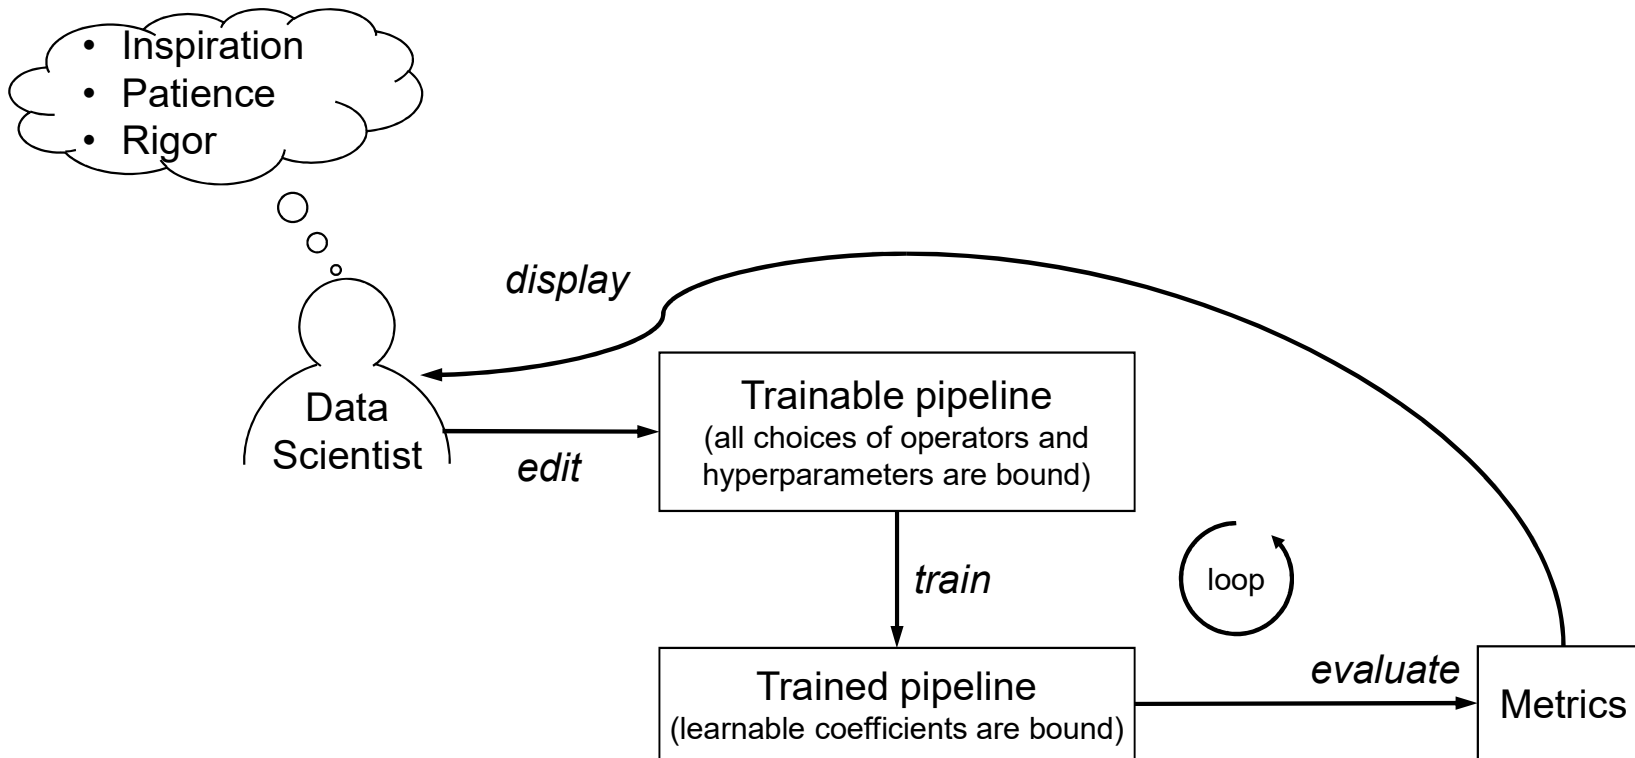 • Inspiration
• Patience
• Rigor
display
Data
Scientist
edit
Trainable pipeline
(all choices of operators and
hyperparameters are bound)
train
loop
evaluate
Trained pipeline
(learnable coefficients are bound)
Metrics